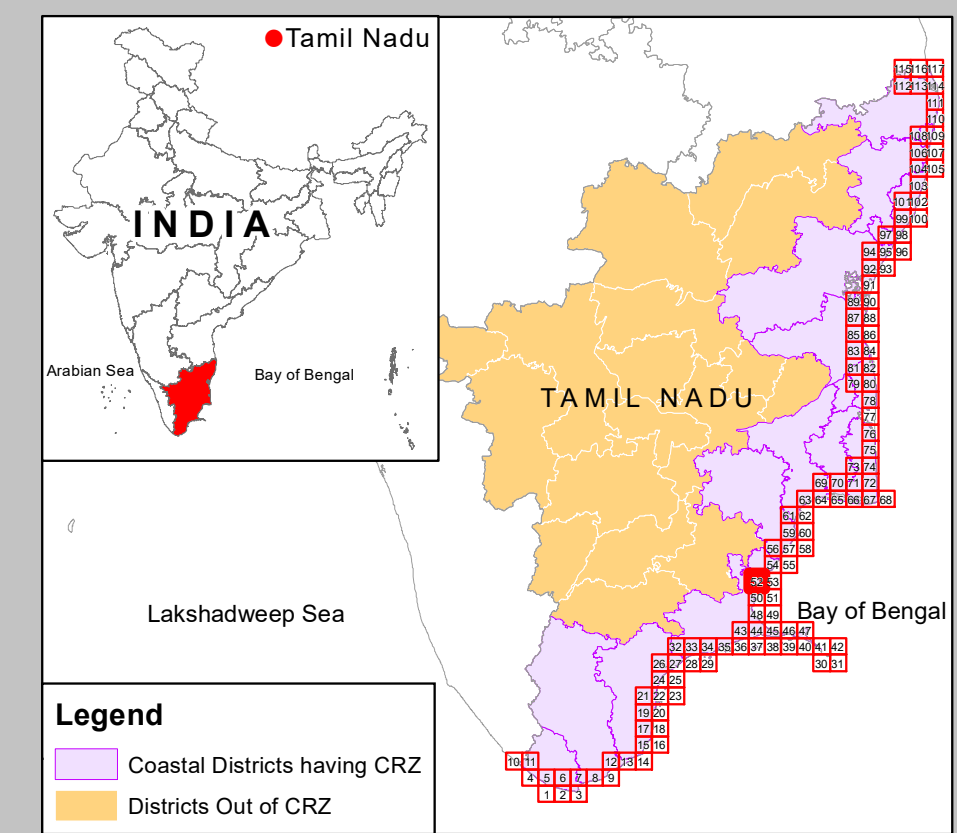 Tamil Nadu
INDIA
Arabian Sea
Bay of Bengal
115 116 117
112 113 114
111
110
108 109
106 107
104 105
103
101 102
99 100
97 98
94 95 96
92 93
91
89 90
87 88
85 86
83 84
81 82
TAMIL NADU
79 80
78
77
76
75
73 74
69 70 71 72
63 64 65 66 67 68
61 62
59 60
56 57 58
54 55
52 53
50 51
Lakshadweep Sea
48 49
Bay of Bengal
43 44 45 46 47
32 33 34 35 36 37 38 39 40 41 42
26 27 28 29 30 31
24 25
21 22 23
19 20
17 18
15 16
10 11 12 13 14
4 5 6 7 8 9
1 2 3
Legend
Coastal Districts having CRZ
Districts Out of CRZ